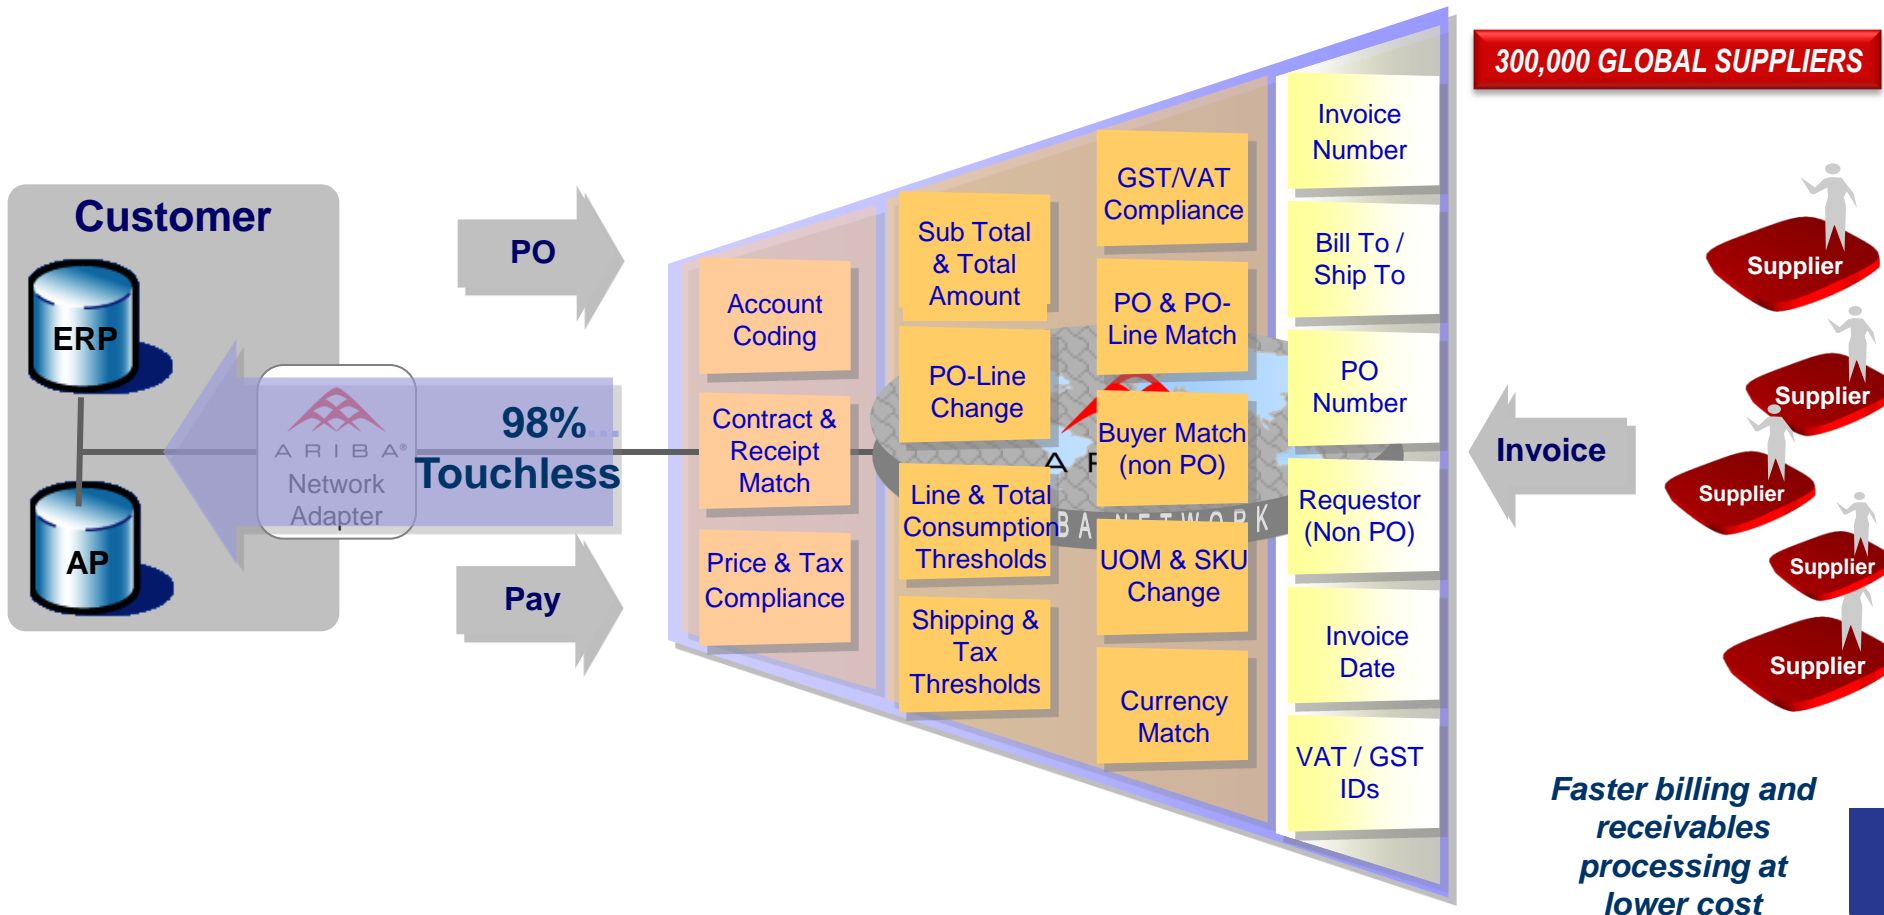 300,000 GLOBAL SUPPLIERS
Customer
ERP
AP
ARIBA®
Network
Adapter
PO
98%...
Touchless
Pay
Account
Coding
Contract &
Receipt
Match
Price & Tax
Compliance
Sub Total
& Total
Amount
PO-Line
Change
Line & Total
Consumption
Thresholds
Shipping &
Tax
Thresholds
GST/VAT
Compliance
PO & PO-
Line Match
Buyer Match
(non PO)
UOM & SKU
Change
Currency
Match
Invoice
Number
Bill To /
Ship To
PO
Number
Requestor
(Non PO)
Invoice
Date
VAT / GST
IDs
Invoice
Supplier
Supplier
Supplier
Supplier
Supplier
Faster billing and
receivables
processing at
lower cost